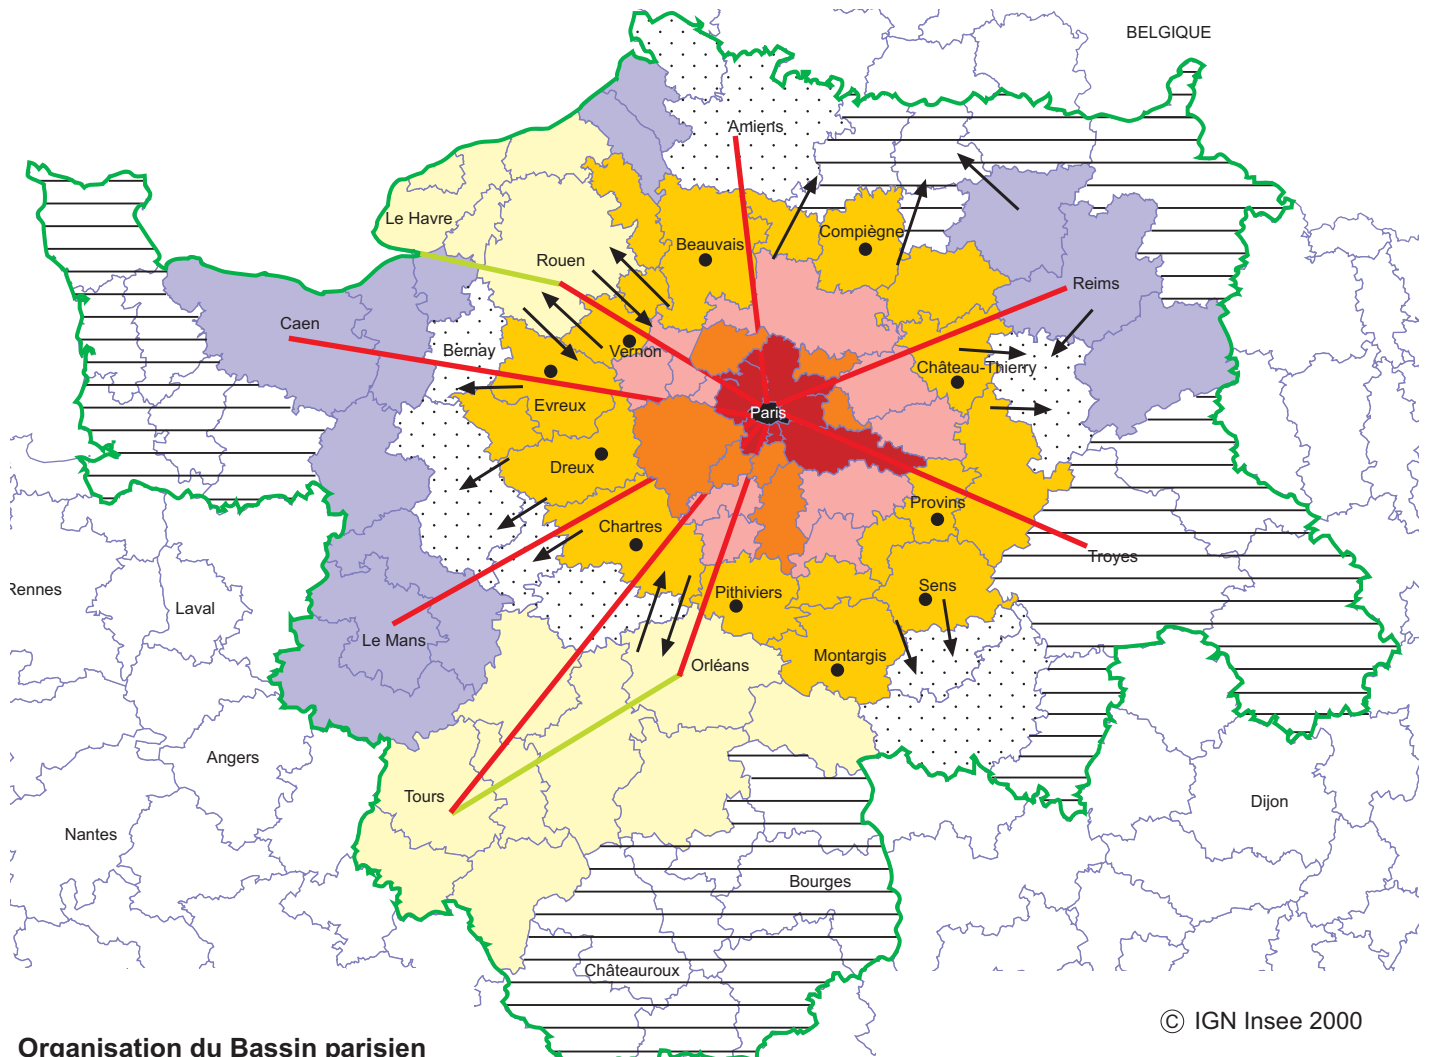 BELGIQUE
Amiens
Le Havre
Beauvais
Compiègne
Rouen
Reims
Caen
Bernay
Vernon
Château-Thierry
Evreux
Paris
Dreux
Provins
Chartres
Troyes
Rennes
Laval
Pithiviers
Sens
Le Mans
Orléans
Montargis
Angers
Tours
Dijon
Nantes
Bourges
Châteauroux
© IGN Insee 2000
Organisation du Bassin parisien